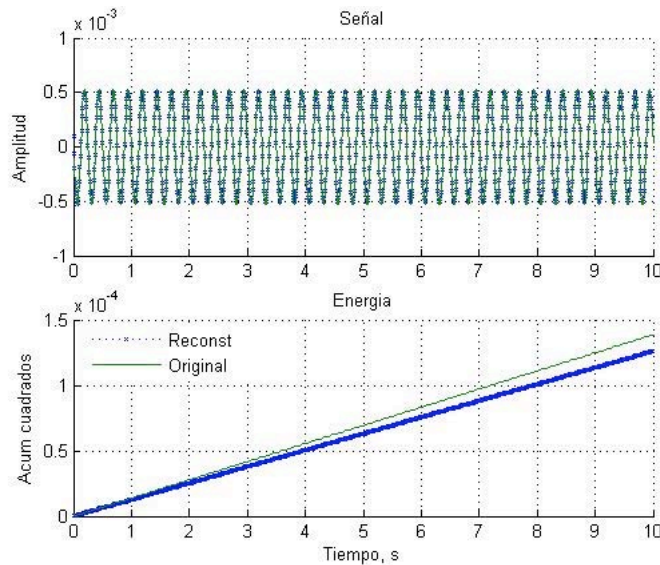 x 10-3
Señal
1
0.5
0
-0.5
-1
Amplitud
0 1 2 3 4 5 6 7 8 9 10
x 10-4
Energia
1.5
1
0.5
0
Acum cuadrados
Reconst
Original
0 1 2 3 4 5 6 7 8 9 10
Tiempo, s